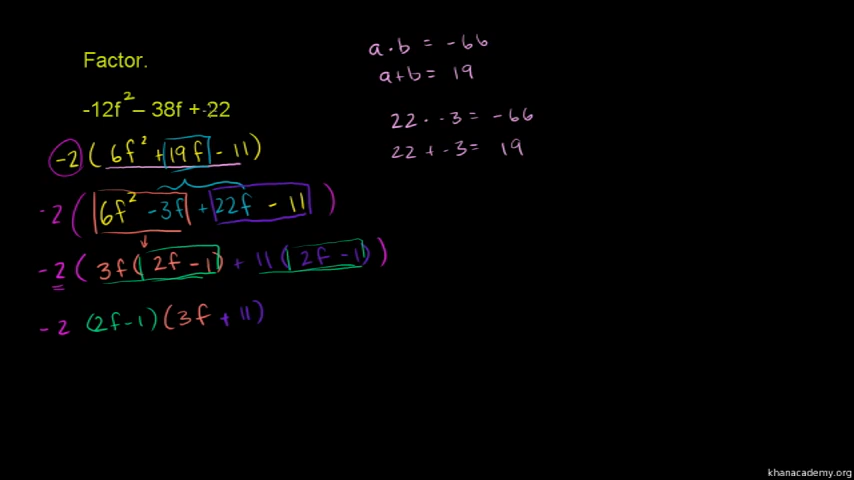 Factor.
-12f² – 38f + 22
-2 (6f² + 19f - 11)
-2 (6f² - 3f + 22f - 11)
-2 (3f (2f - 1) + 11 (2f - 1))
-2 (2f - 1)(3f + 11)
a · b = -66
a + b = 19
22 · -3 = -66
22 + -3 = 19
khanacademy.org